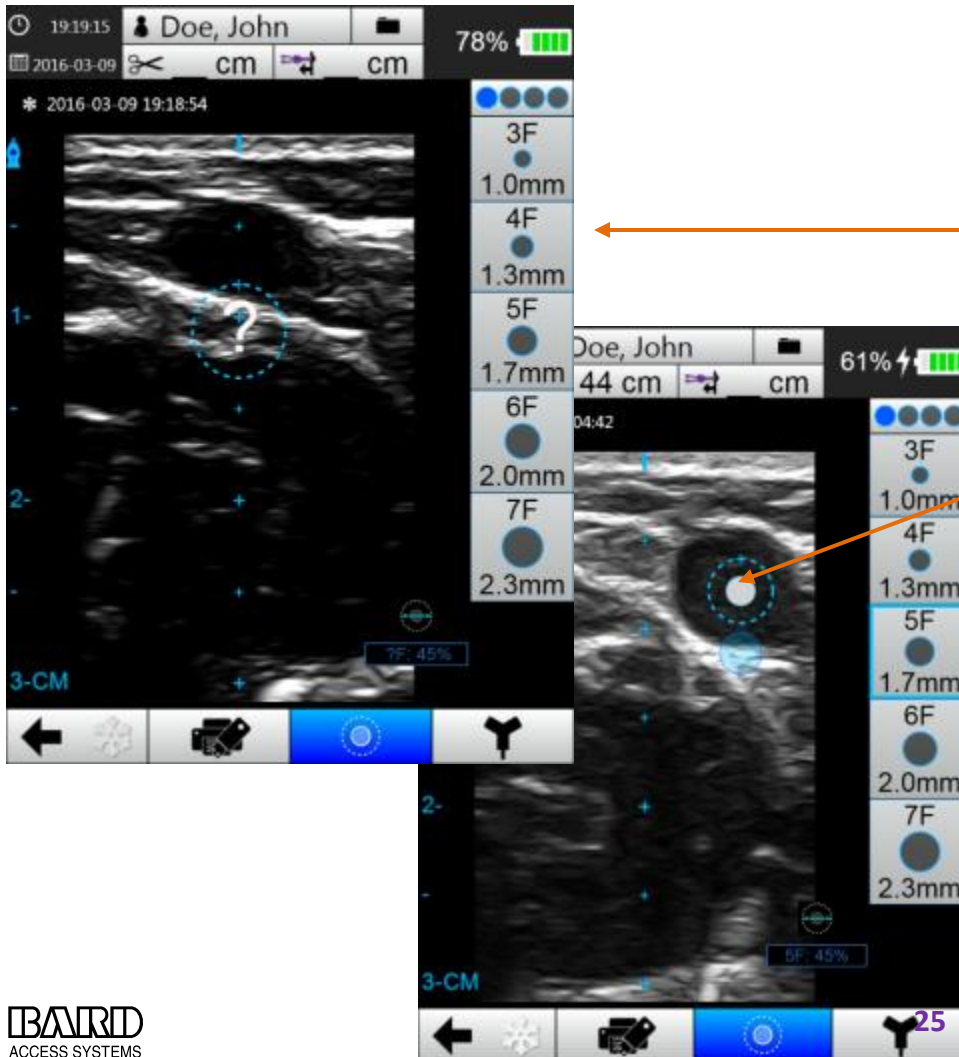 19:19:15 Doe, John 78%
2016-03-09 __ cm __ cm
2016-03-09 19:18:54
3F
1.0mm
4F
1.3mm
5F
1.7mm
6F
2.0mm
7F
2.3mm
1-
?
2-
?F: 45%
3-CM
Doe, John 61%
44 cm __ cm
04:42
3F
1.0mm
4F
1.3mm
5F
1.7mm
6F
2.0mm
7F
2.3mm
2-
5F: 45%
3-CM
25
BARD
ACCESS SYSTEMS